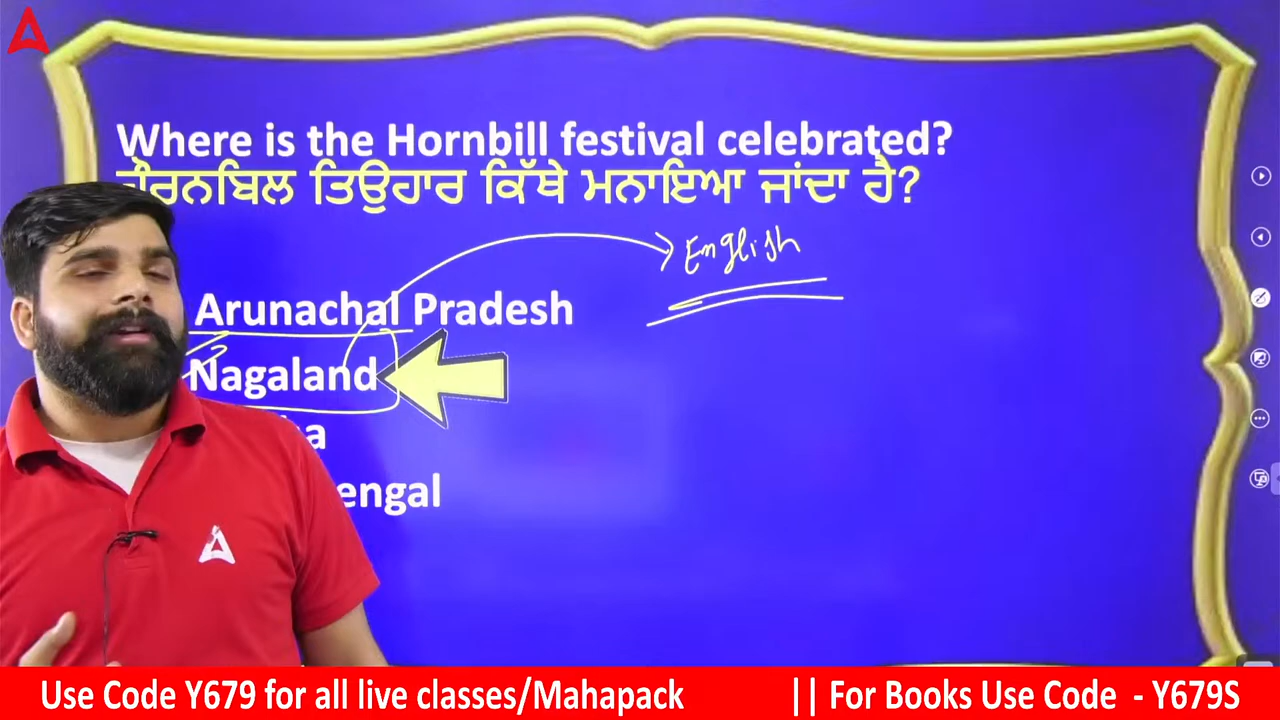 Where is the Hornbill festival celebrated?
ਹੌਰਨਬਿਲ ਤਿਉਹਾਰ ਕਿੱਥੇ ਮਨਾਇਆ ਜਾਂਦਾ ਹੈ?
English
Arunachal Pradesh
Nagaland
Use Code Y679 for all live classes/Mahapack || For Books Use Code - Y679S